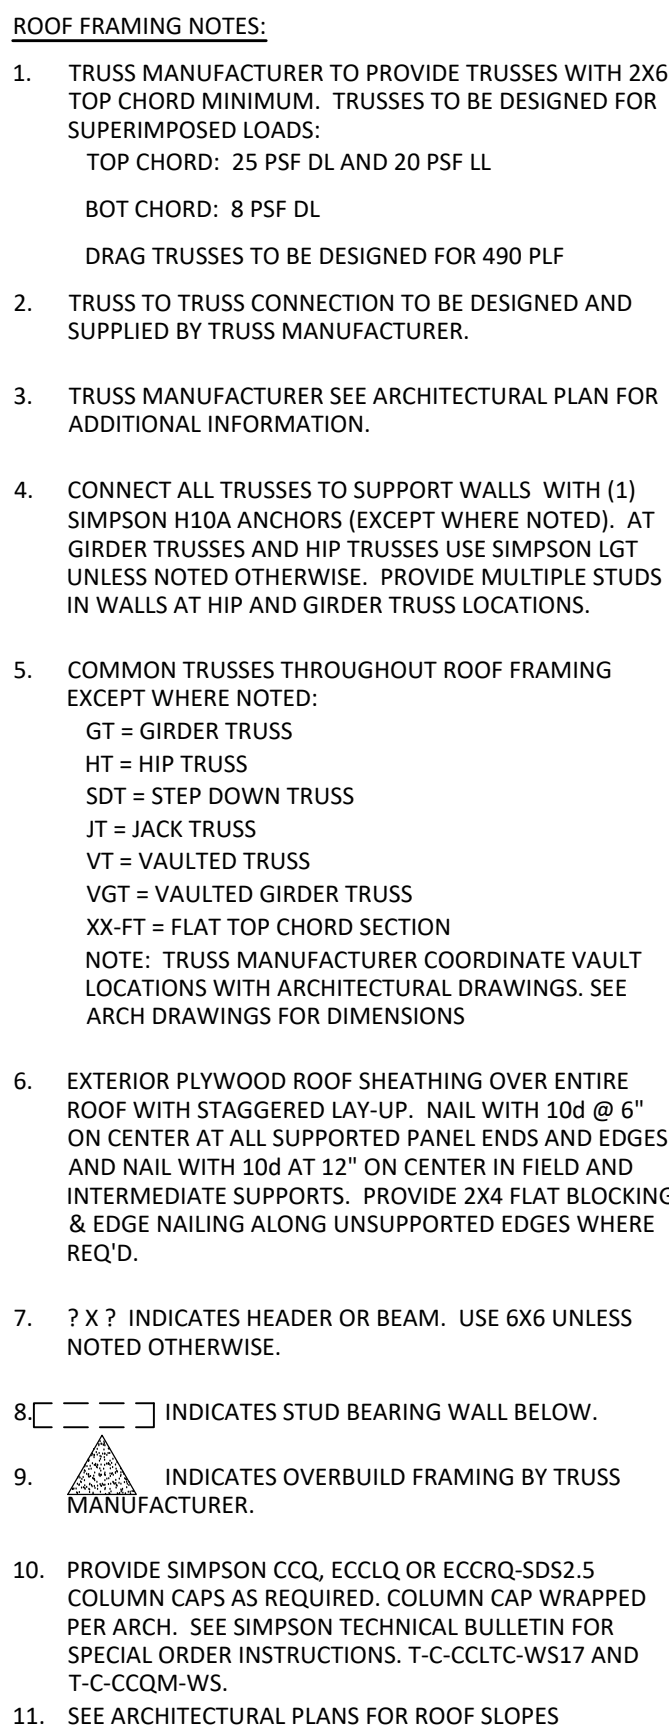 ROOF FRAMING NOTES:
1. TRUSS MANUFACTURER TO PROVIDE TRUSSES WITH 2X6
TOP CHORD MINIMUM. TRUSSES TO BE DESIGNED FOR
SUPERIMPOSED LOADS:
TOP CHORD: 25 PSF DL AND 20 PSF LL
BOT CHORD: 8 PSF DL
DRAG TRUSSES TO BE DESIGNED FOR 490 PLF
2. TRUSS TO TRUSS CONNECTION TO BE DESIGNED AND
SUPPLIED BY TRUSS MANUFACTURER.
3. TRUSS MANUFACTURER SEE ARCHITECTURAL PLAN FOR
ADDITIONAL INFORMATION.
4. CONNECT ALL TRUSSES TO SUPPORT WALLS WITH (1)
SIMPSON H10A ANCHORS (EXCEPT WHERE NOTED). AT
GIRDER TRUSSES AND HIP TRUSSES USE SIMPSON LGT
UNLESS NOTED OTHERWISE. PROVIDE MULTIPLE STUDS
IN WALLS AT HIP AND GIRDER TRUSS LOCATIONS.
5. COMMON TRUSSES THROUGHOUT ROOF FRAMING
EXCEPT WHERE NOTED:
GT = GIRDER TRUSS
HT = HIP TRUSS
SDT = STEP DOWN TRUSS
JT = JACK TRUSS
VT = VAULTED TRUSS
VGT = VAULTED GIRDER TRUSS
XX-FT = FLAT TOP CHORD SECTION
NOTE: TRUSS MANUFACTURER COORDINATE VAULT
LOCATIONS WITH ARCHITECTURAL DRAWINGS. SEE
ARCH DRAWINGS FOR DIMENSIONS
6. EXTERIOR PLYWOOD ROOF SHEATHING OVER ENTIRE
ROOF WITH STAGGERED LAY-UP. NAIL WITH 10d @ 6"
ON CENTER AT ALL SUPPORTED PANEL ENDS AND EDGES
AND NAIL WITH 10d AT 12" ON CENTER IN FIELD AND
INTERMEDIATE SUPPORTS. PROVIDE 2X4 FLAT BLOCKING
& EDGE NAILING ALONG UNSUPPORTED EDGES WHERE
REQ'D.
7. ? X ? INDICATES HEADER OR BEAM. USE 6X6 UNLESS
NOTED OTHERWISE.
8. INDICATES STUD BEARING WALL BELOW.
9. INDICATES OVERBUILD FRAMING BY TRUSS
MANUFACTURER.
10. PROVIDE SIMPSON CCQ, ECCLQ OR ECCRQ-SDS2.5
COLUMN CAPS AS REQUIRED. COLUMN CAP WRAPPED
PER ARCH. SEE SIMPSON TECHNICAL BULLETIN FOR
SPECIAL ORDER INSTRUCTIONS. T-C-CCLTC-WS17 AND
T-C-CCQM-WS.
11. SEE ARCHITECTURAL PLANS FOR ROOF SLOPES